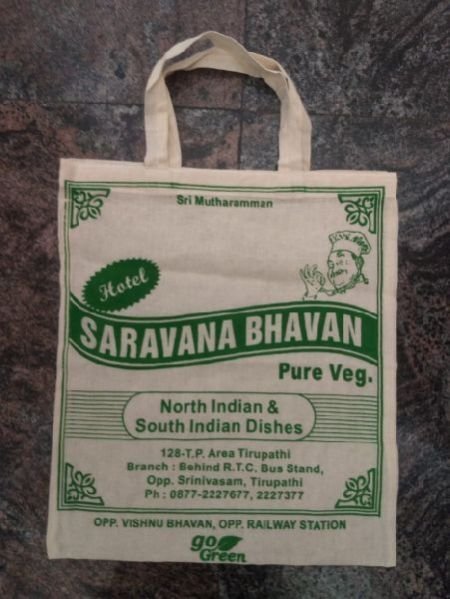 Sri Mutharamman
Hotel
SARAVANA BHAVAN
Pure Veg.
North Indian &
South Indian Dishes
128-T.P. Area Tirupathi
Branch : Behind R.T.C. Bus Stand,
Opp. Srinivasam, Tirupathi
Ph : 0877-2227677, 2227377
OPP. VISHNU BHAVAN, OPP. RAILWAY STATION
go
Green